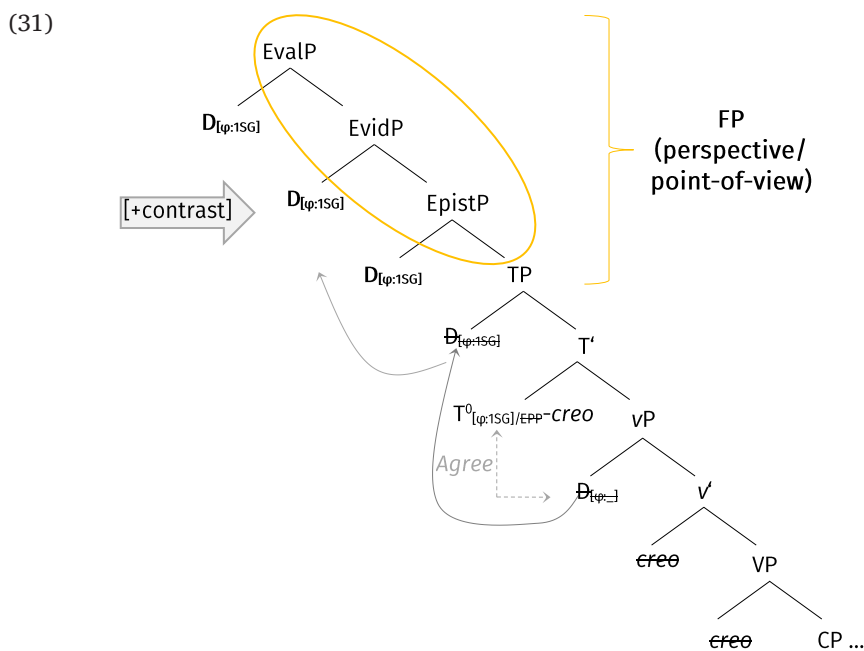 (31)
EvalP
D[φ:1SG]
EvidP
FP
(perspective/
point-of-view)
D[φ:1SG]
[+contrast]
EpistP
D[φ:1SG]
TP
D[φ:1SG]
T‘
T⁰[φ:1SG]/EPP-creo
vP
Agree
D[φ:_]
v‘
creo
VP
creo
CP ...